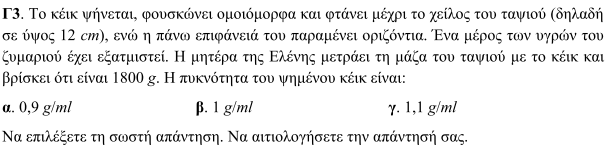 Γ3. Το κέικ ψήνεται, φουσκώνει ομοιόμορφα και φτάνει μέχρι το χείλος του ταψιού (δηλαδή
σε ύψος 12 cm), ενώ η πάνω επιφάνειά του παραμένει οριζόντια. Ένα μέρος των υγρών του
ζυμαριού έχει εξατμιστεί. Η μητέρα της Ελένης μετράει τη μάζα του ταψιού με το κέικ και
βρίσκει ότι είναι 1800 g. Η πυκνότητα του ψημένου κέικ είναι:
α. 0,9 g/ml β. 1 g/ml γ. 1,1 g/ml
Να επιλέξετε τη σωστή απάντηση. Να αιτιολογήσετε την απάντησή σας.